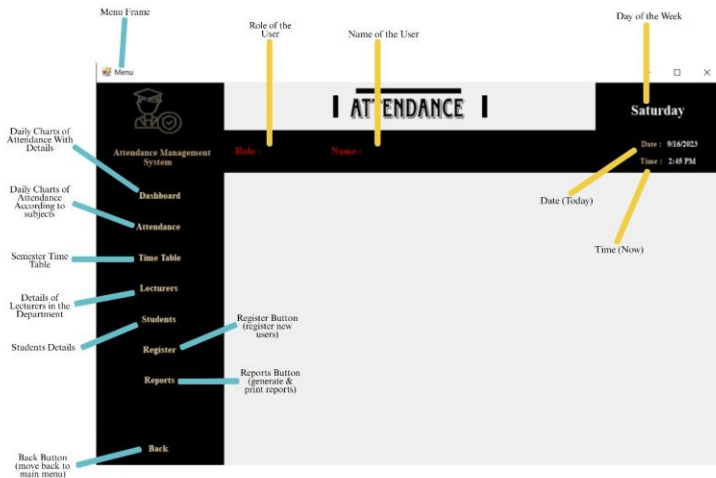 Menu Frame
Role of the
User
Name of the User
Day of the Week
Menu
ATTENDANCE
Saturday
Daily Charts of
Attendance With
Details
Attendance Management
System
Role :
Name :
Date : 9/16/2023
Time : 2:45 PM
Dashboard
Daily Charts of
Attendance
According to
subjects
Attendance
Date (Today)
Semester Time
Table
Time Table
Time (Now)
Details of
Lecturers in the
Department
Lecturers
Students
Register Button
(register new
users)
Students Details
Register
Reports
Reports Button
(generate &
print reports)
Back
Back Button
(move back to
main menu)